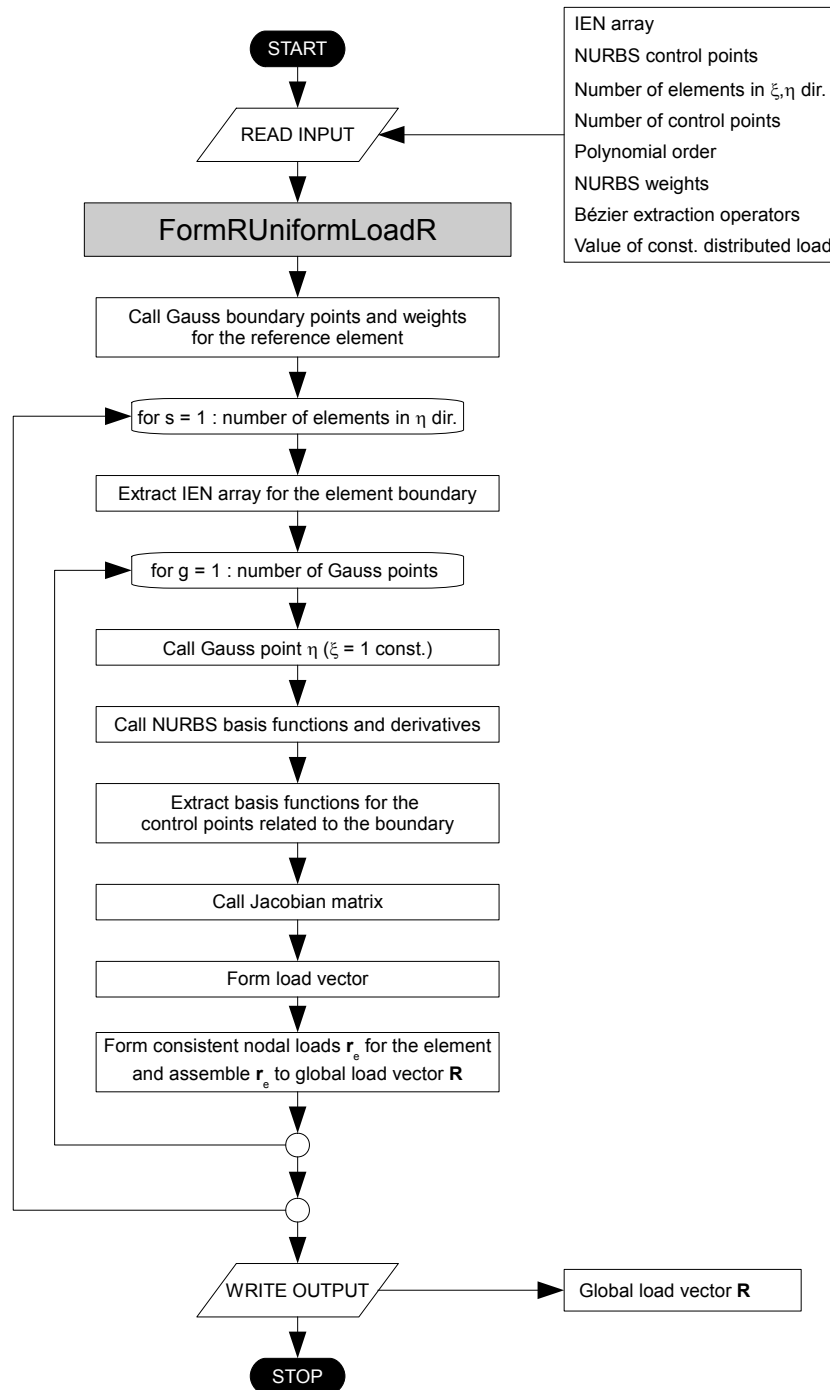 START
READ INPUT
IEN array
NURBS control points
Number of elements in ξ,η dir.
Number of control points
Polynomial order
NURBS weights
Bézier extraction operators
Value of const. distributed load
FormRUniformLoadR
Call Gauss boundary points and weights
for the reference element
for s = 1 : number of elements in η dir.
Extract IEN array for the element boundary
for g = 1 : number of Gauss points
Call Gauss point η (ξ = 1 const.)
Call NURBS basis functions and derivatives
Extract basis functions for the
control points related to the boundary
Call Jacobian matrix
Form load vector
Form consistent nodal loads re for the element
and assemble re to global load vector R
WRITE OUTPUT
Global load vector R
STOP